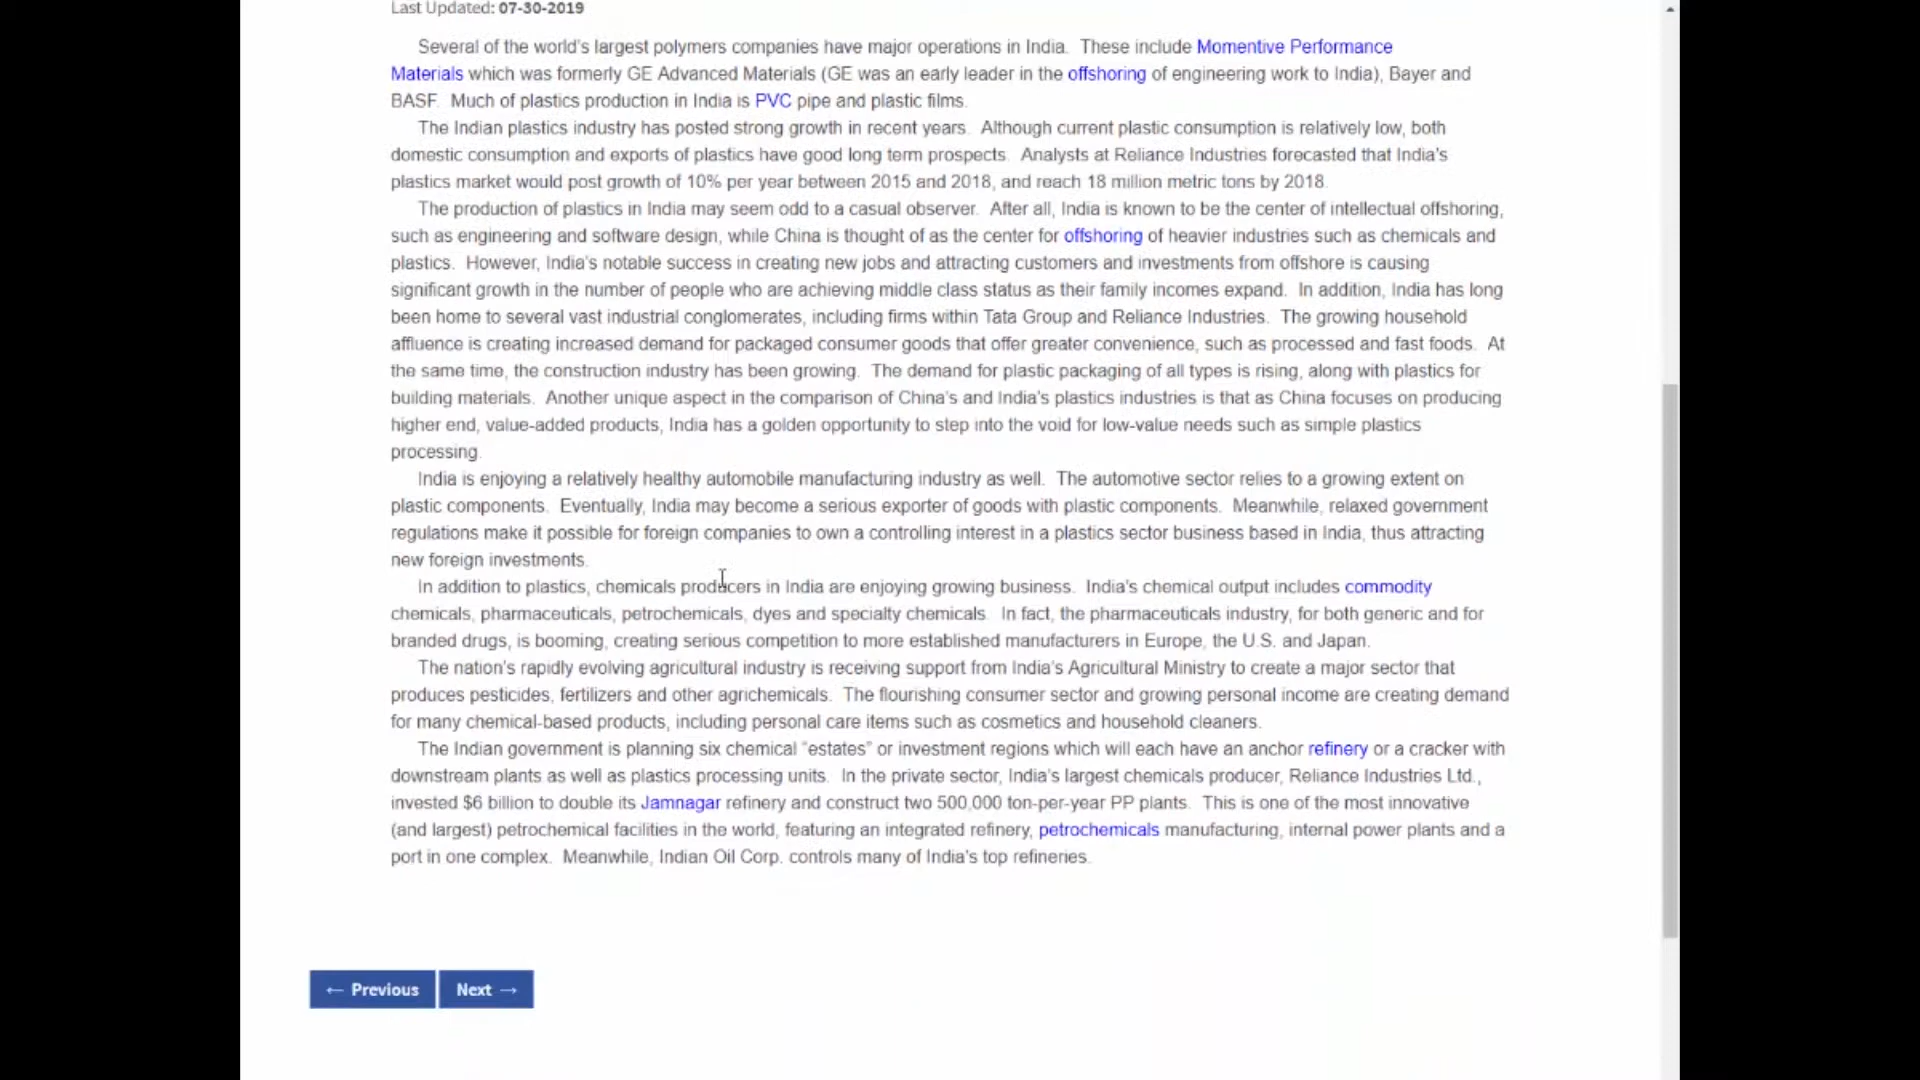 Last Updated: 07-30-2019
Several of the world's largest polymers companies have major operations in India. These include Momentive Performance
Materials which was formerly GE Advanced Materials (GE was an early leader in the offshoring of engineering work to India), Bayer and
BASF. Much of plastics production in India is PVC pipe and plastic films.
The Indian plastics industry has posted strong growth in recent years. Although current plastic consumption is relatively low, both
domestic consumption and exports of plastics have good long term prospects. Analysts at Reliance Industries forecasted that India's
plastics market would post growth of 10% per year between 2015 and 2018, and reach 18 million metric tons by 2018.
The production of plastics in India may seem odd to a casual observer. After all, India is known to be the center of intellectual offshoring,
such as engineering and software design, while China is thought of as the center for offshoring of heavier industries such as chemicals and
plastics. However, India's notable success in creating new jobs and attracting customers and investments from offshore is causing
significant growth in the number of people who are achieving middle class status as their family incomes expand. In addition, India has long
been home to several vast industrial conglomerates, including firms within Tata Group and Reliance Industries. The growing household
affluence is creating increased demand for packaged consumer goods that offer greater convenience, such as processed and fast foods. At
the same time, the construction industry has been growing. The demand for plastic packaging of all types is rising, along with plastics for
building materials. Another unique aspect in the comparison of China's and India's plastics industries is that as China focuses on producing
higher end, value-added products, India has a golden opportunity to step into the void for low-value needs such as simple plastics
processing.
India is enjoying a relatively healthy automobile manufacturing industry as well. The automotive sector relies to a growing extent on
plastic components. Eventually, India may become a serious exporter of goods with plastic components. Meanwhile, relaxed government
regulations make it possible for foreign companies to own a controlling interest in a plastics sector business based in India, thus attracting
new foreign investments.
In addition to plastics, chemicals producers in India are enjoying growing business. India's chemical output includes commodity
chemicals, pharmaceuticals, petrochemicals, dyes and specialty chemicals. In fact, the pharmaceuticals industry, for both generic and for
branded drugs, is booming, creating serious competition to more established manufacturers in Europe, the U.S. and Japan.
The nation's rapidly evolving agricultural industry is receiving support from India's Agricultural Ministry to create a major sector that
produces pesticides, fertilizers and other agrichemicals. The flourishing consumer sector and growing personal income are creating demand
for many chemical-based products, including personal care items such as cosmetics and household cleaners.
The Indian government is planning six chemical “estates” or investment regions which will each have an anchor refinery or a cracker with
downstream plants as well as plastics processing units. In the private sector, India's largest chemicals producer, Reliance Industries Ltd.,
invested $6 billion to double its Jamnagar refinery and construct two 500,000 ton-per-year PP plants. This is one of the most innovative
(and largest) petrochemical facilities in the world, featuring an integrated refinery, petrochemicals manufacturing, internal power plants and a
port in one complex. Meanwhile, Indian Oil Corp. controls many of India's top refineries.
← Previous Next →